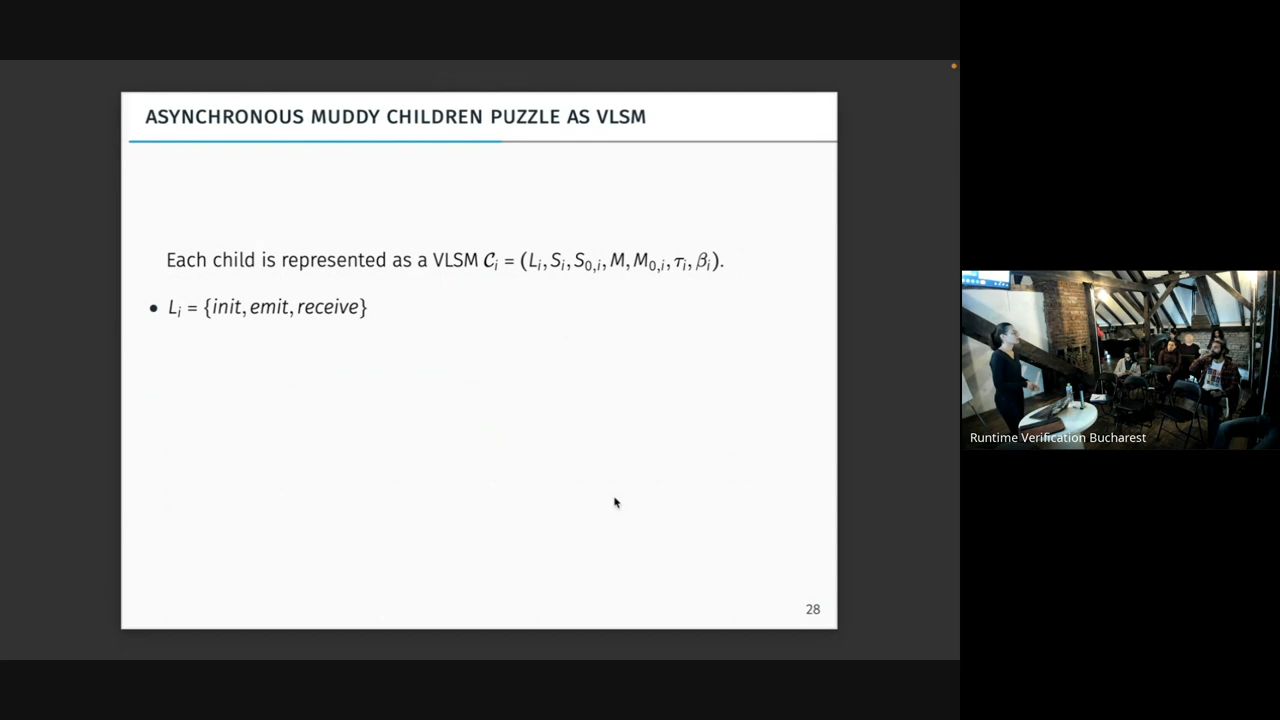 ASYNCHRONOUS MUDDY CHILDREN PUZZLE AS VLSM
Each child is represented as a VLSM 𝒞ᵢ = (Lᵢ, Sᵢ, S₀,ᵢ, M, M₀,ᵢ, τᵢ, βᵢ).
• Lᵢ = {init, emit, receive}
28
Runtime Verification Bucharest